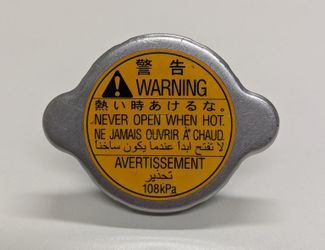 警告
WARNING
熱い時あけるな。
NEVER OPEN WHEN HOT.
NE JAMAIS OUVRIR À CHAUD.
لا تفتح أبداً عندما يكون ساخناً
AVERTISSEMENT
تحذير
108kPa